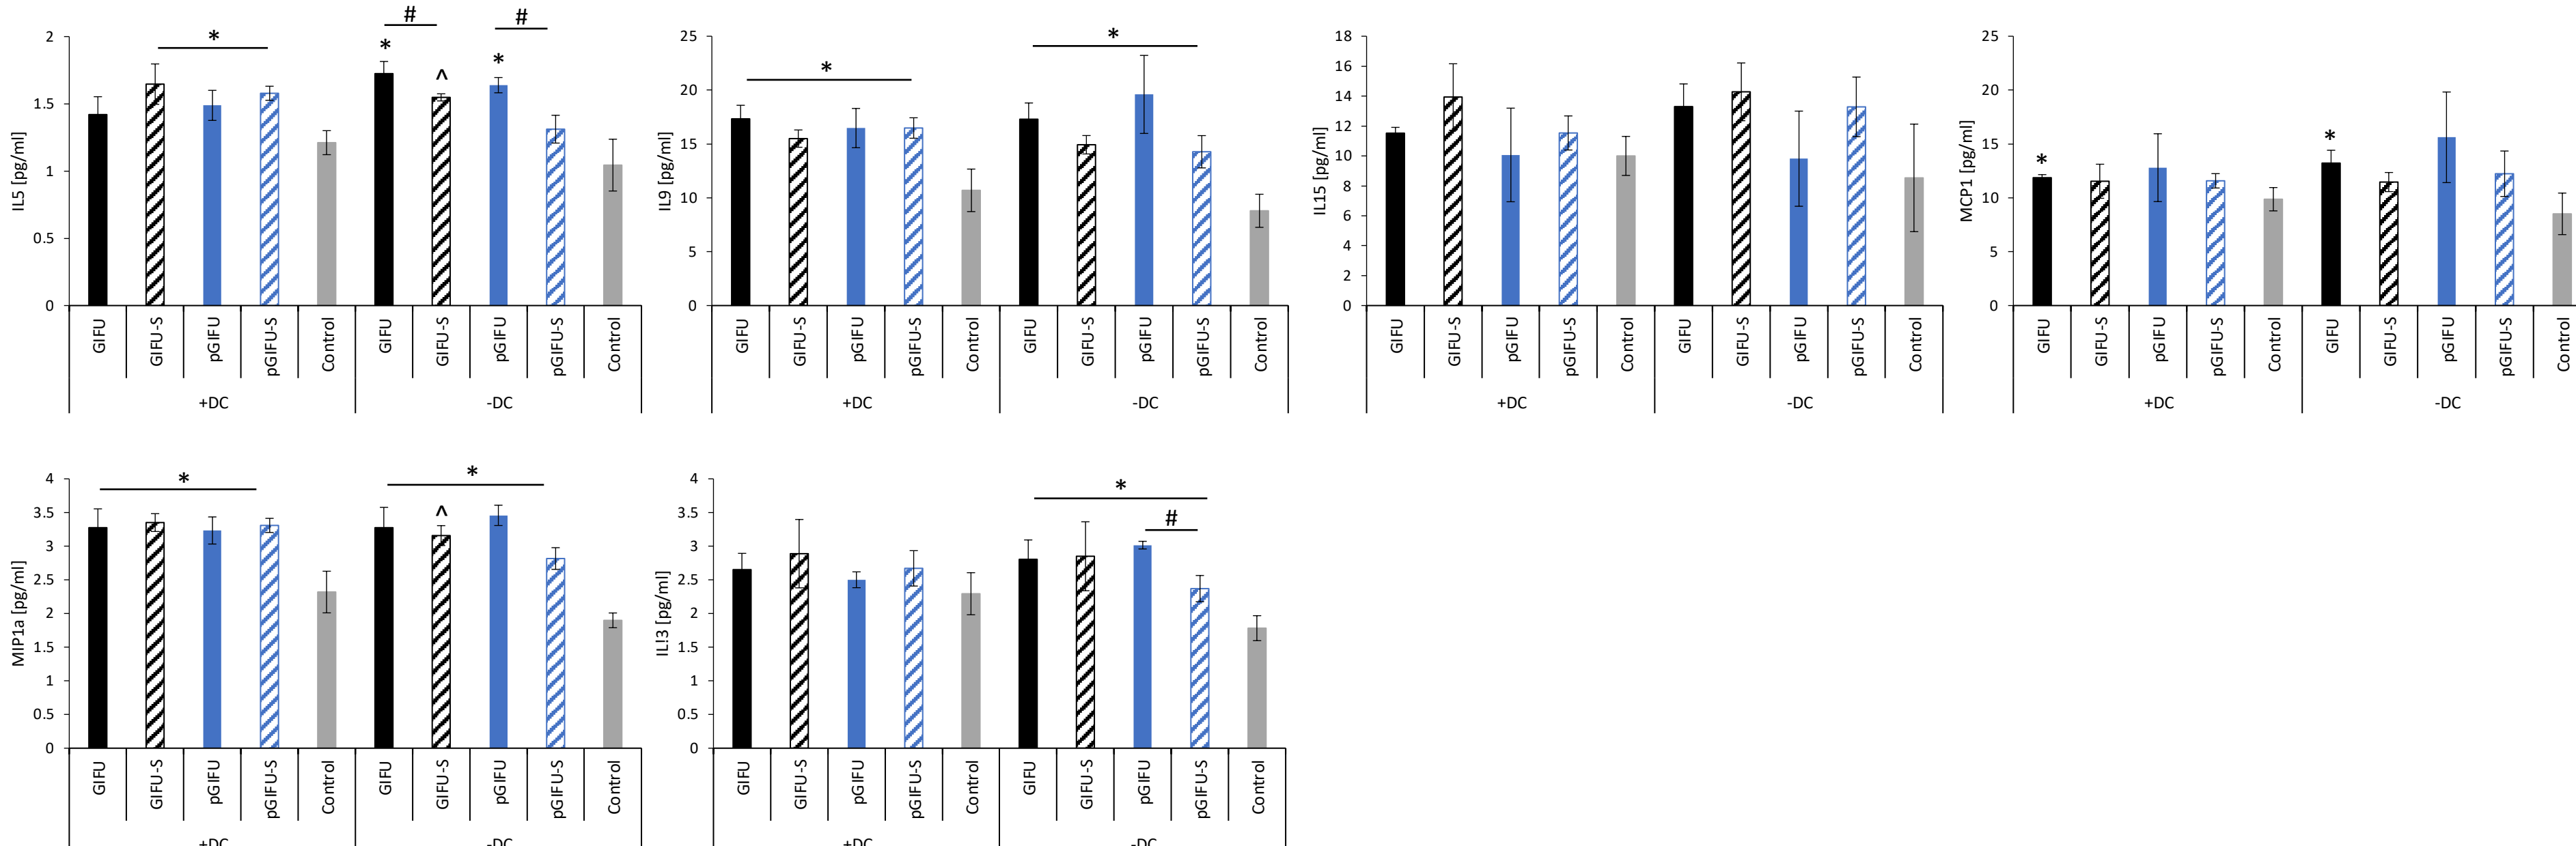 IL5 [pg/ml]
2
1.5
1
0.5
0
*
#
#
*
^
*
GIFU
GIFU-S
pGIFU
pGIFU-S
Control
GIFU
GIFU-S
pGIFU
pGIFU-S
Control
+DC
-DC
IL9 [pg/ml]
25
20
15
10
5
0
*
*
GIFU
GIFU-S
pGIFU
pGIFU-S
Control
GIFU
GIFU-S
pGIFU
pGIFU-S
Control
+DC
-DC
IL15 [pg/ml]
18
16
14
12
10
8
6
4
2
0
GIFU
GIFU-S
pGIFU
pGIFU-S
Control
GIFU
GIFU-S
pGIFU
pGIFU-S
Control
+DC
-DC
MCP1 [pg/ml]
25
20
15
10
5
0
*
*
GIFU
GIFU-S
pGIFU
pGIFU-S
Control
GIFU
GIFU-S
pGIFU
pGIFU-S
Control
+DC
-DC
MIP1a [pg/ml]
4
3.5
3
2.5
2
1.5
1
0.5
0
*
*
^
GIFU
GIFU-S
pGIFU
pGIFU-S
Control
GIFU
GIFU-S
pGIFU
pGIFU-S
Control
+DC
-DC
IL!3 [pg/ml]
4
3.5
3
2.5
2
1.5
1
0.5
0
*
#
GIFU
GIFU-S
pGIFU
pGIFU-S
Control
GIFU
GIFU-S
pGIFU
pGIFU-S
Control
+DC
-DC